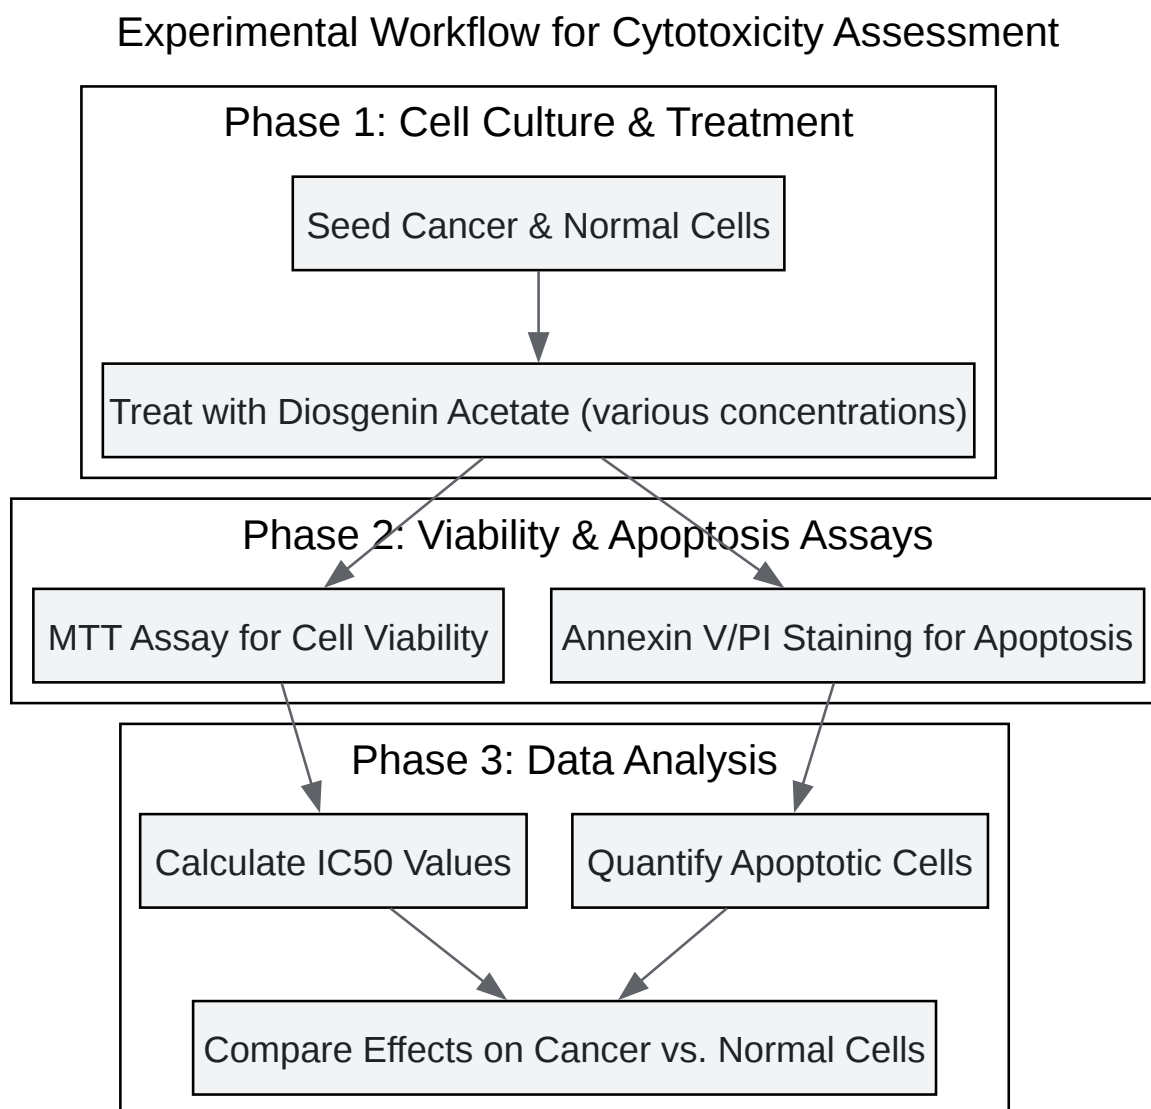 Experimental Workflow for Cytotoxicity Assessment
Phase 1: Cell Culture & Treatment
Seed Cancer & Normal Cells
Treat with Diosgenin Acetate (various concentrations)
Phase 2: Viability & Apoptosis Assays
MTT Assay for Cell Viability
Annexin V/PI Staining for Apoptosis
Phase 3: Data Analysis
Calculate IC50 Values
Quantify Apoptotic Cells
Compare Effects on Cancer vs. Normal Cells